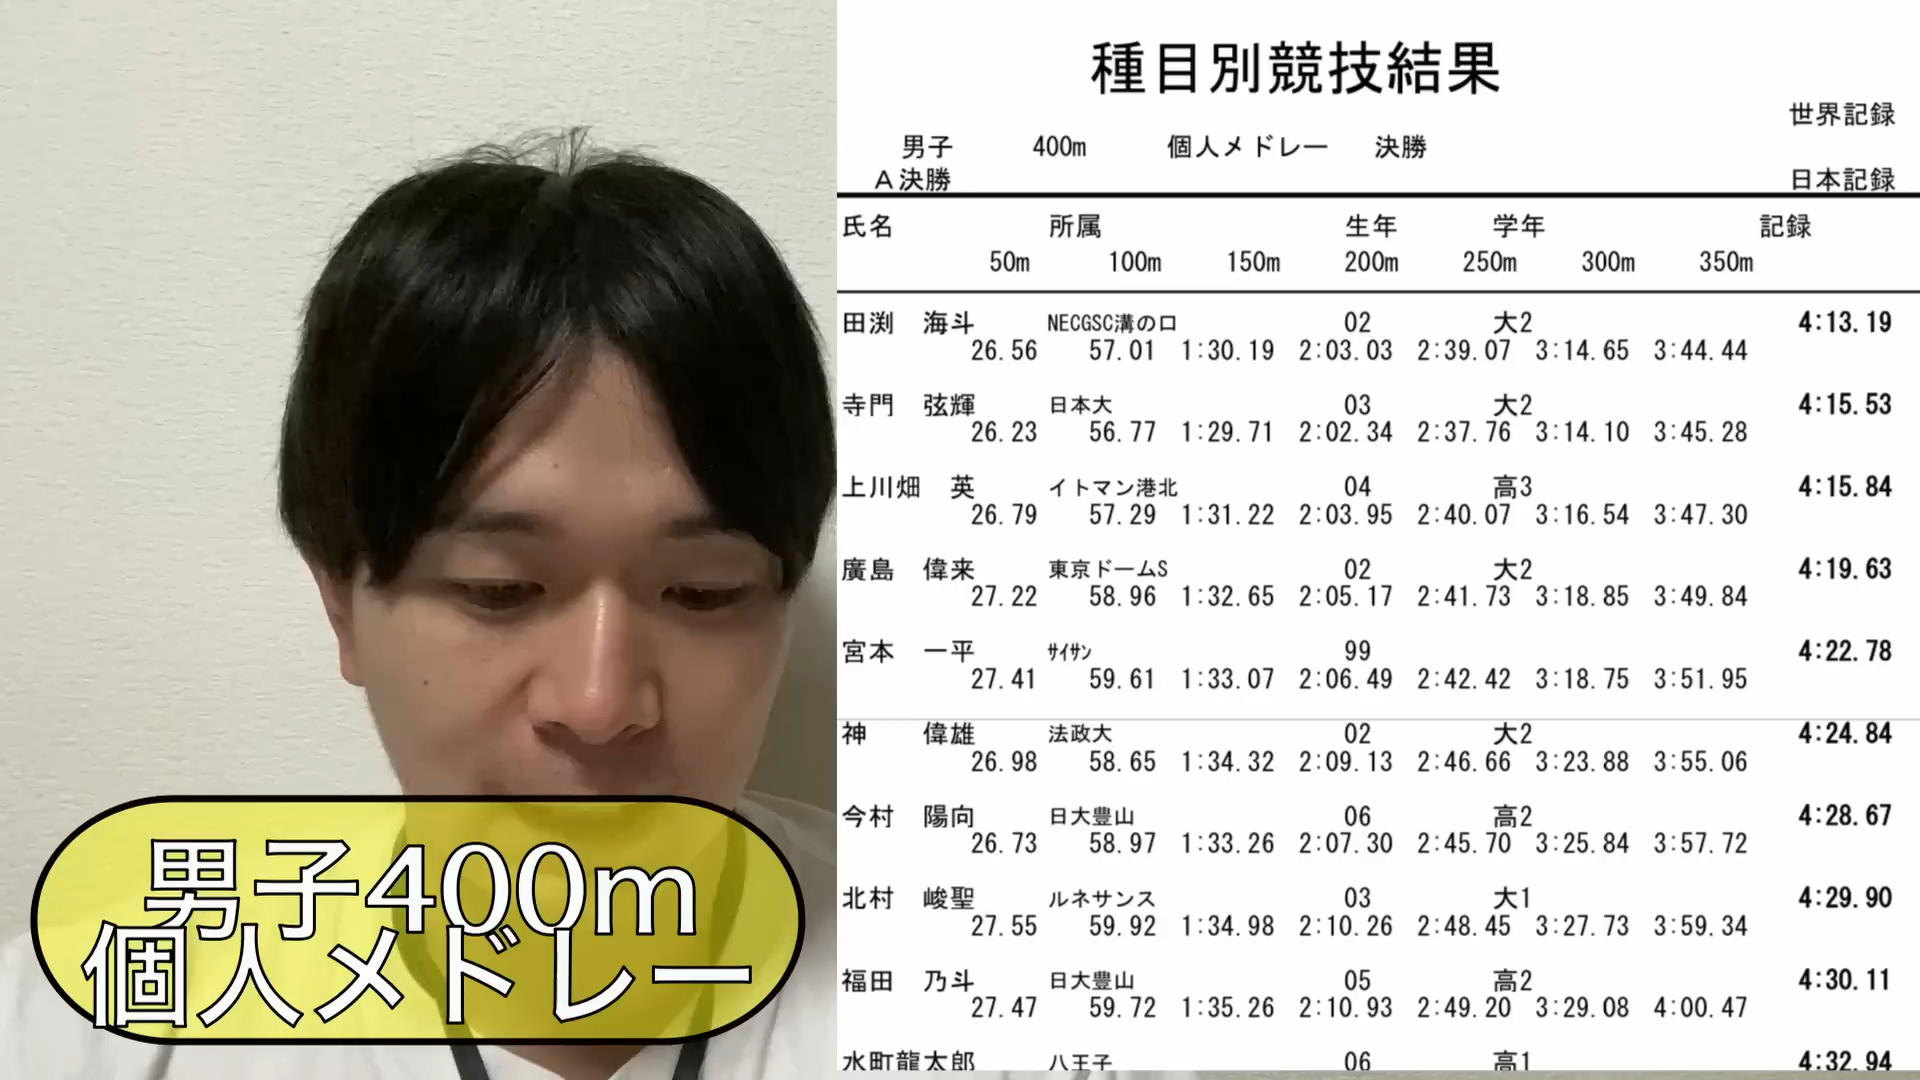 種目別競技結果
世界記録
男子 400m 個人メドレー 決勝
A決勝 日本記録
氏名 所属 生年 学年 記録
50m 100m 150m 200m 250m 300m 350m
田渕 海斗 NECGSC溝の口 02 大2 4:13.19
26.56 57.01 1:30.19 2:03.03 2:39.07 3:14.65 3:44.44
寺門 弦輝 日本大 03 大2 4:15.53
26.23 56.77 1:29.71 2:02.34 2:37.76 3:14.10 3:45.28
上川畑 英 イトマン港北 04 高3 4:15.84
26.79 57.29 1:31.22 2:03.95 2:40.07 3:16.54 3:47.30
廣島 偉来 東京ドームS 02 大2 4:19.63
27.22 58.96 1:32.65 2:05.17 2:41.73 3:18.85 3:49.84
宮本 一平 ｻｲｻﾝ 99 4:22.78
27.41 59.61 1:33.07 2:06.49 2:42.42 3:18.75 3:51.95
神 偉雄 法政大 02 大2 4:24.84
26.98 58.65 1:34.32 2:09.13 2:46.66 3:23.88 3:55.06
今村 陽向 日大豊山 06 高2 4:28.67
26.73 58.97 1:33.26 2:07.30 2:45.70 3:25.84 3:57.72
北村 峻聖 ルネサンス 03 大1 4:29.90
27.55 59.92 1:34.98 2:10.26 2:48.45 3:27.73 3:59.34
福田 乃斗 日大豊山 05 高2 4:30.11
27.47 59.72 1:35.26 2:10.93 2:49.20 3:29.08 4:00.47
水町龍太郎 八王子 06 高1 4:32.94
男子400m
個人メドレー